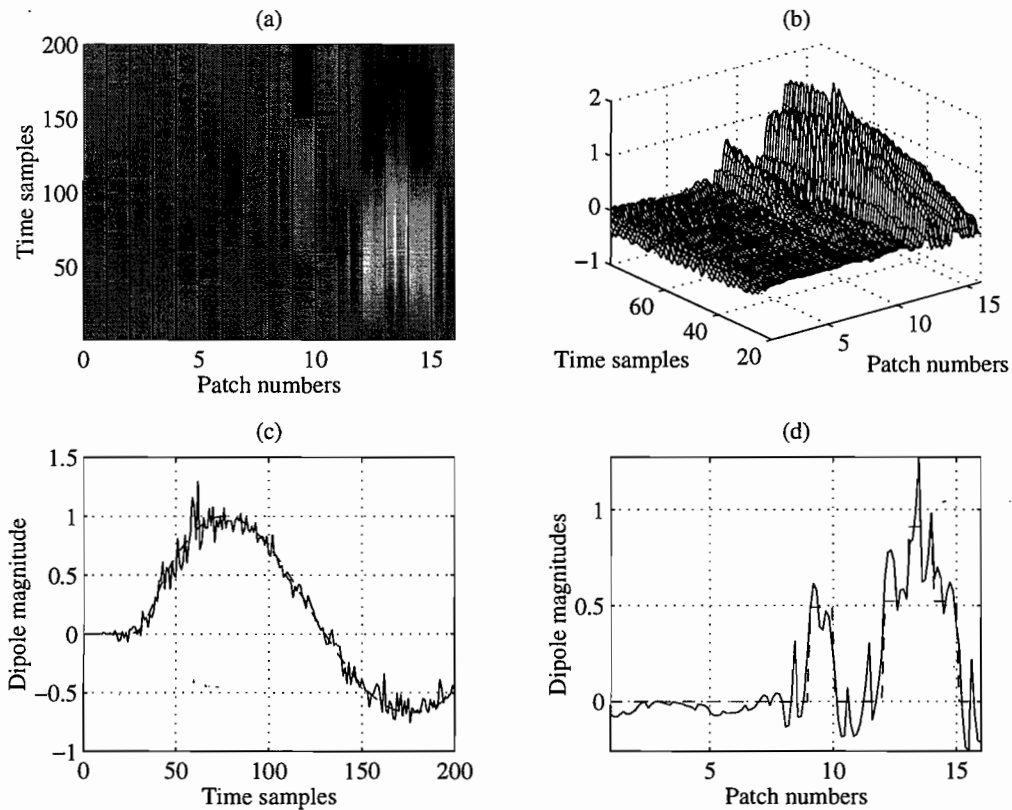 (a)
200
150
100
50
0 5 10 15
Time samples
Patch numbers
(b)
2
1
0
−1
60
40
20
5
10
15
Time samples
Patch numbers
(c)
1.5
1
0.5
0
−0.5
−1
0 50 100 150 200
Dipole magnitude
Time samples
(d)
1
0.5
0
5 10 15
Dipole magnitudes
Patch numbers